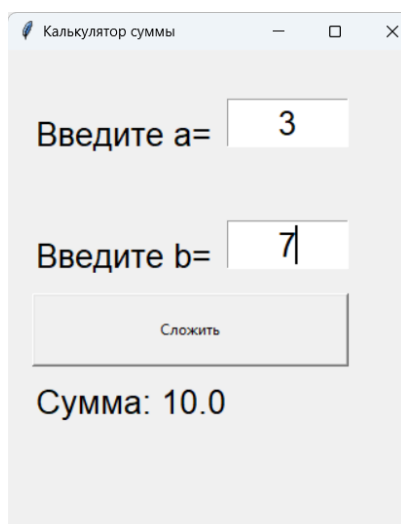 Калькулятор суммы
Введите a= 3
Введите b= 7
Сложить
Сумма: 10.0